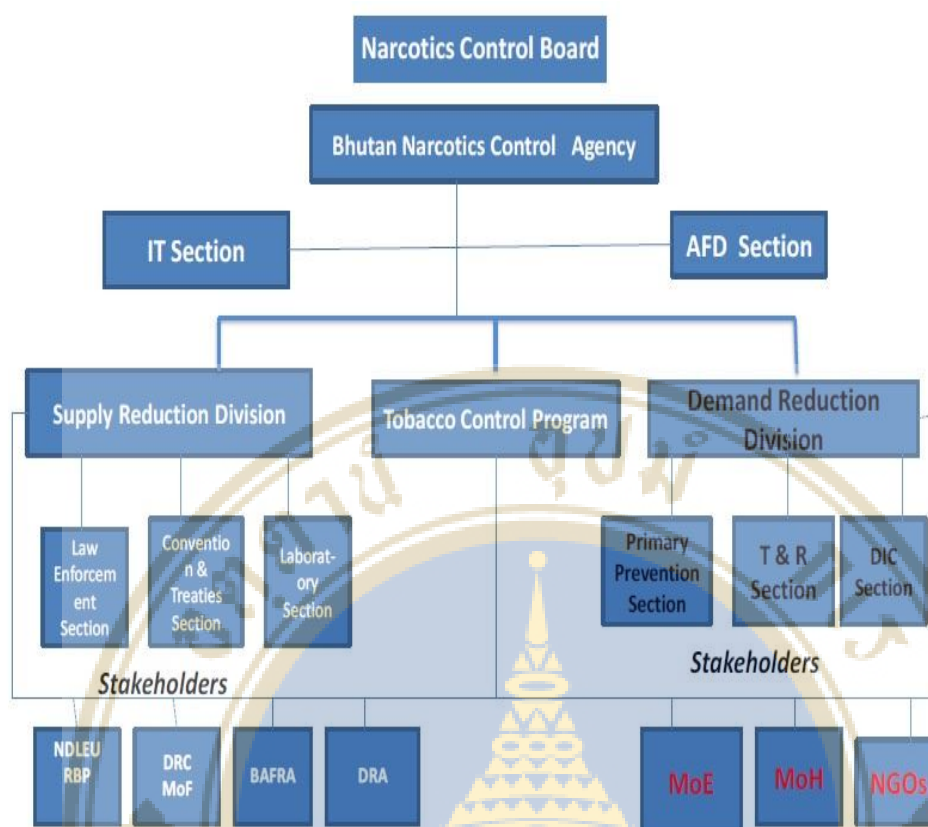 Narcotics Control Board
Bhutan Narcotics Control Agency
IT Section
AFD Section
Supply Reduction Division
Tobacco Control Program
Demand Reduction
Division
Law
Enforcem
ent
Section
Conventio
n &
Treaties
Section
Laborat-
ory
Section
Primary
Prevention
Section
T & R
Section
DIC
Section
Stakeholders
Stakeholders
NDLEU
RBP
DRC
MoF
BAFRA
DRA
MoE
MoH
NGOs